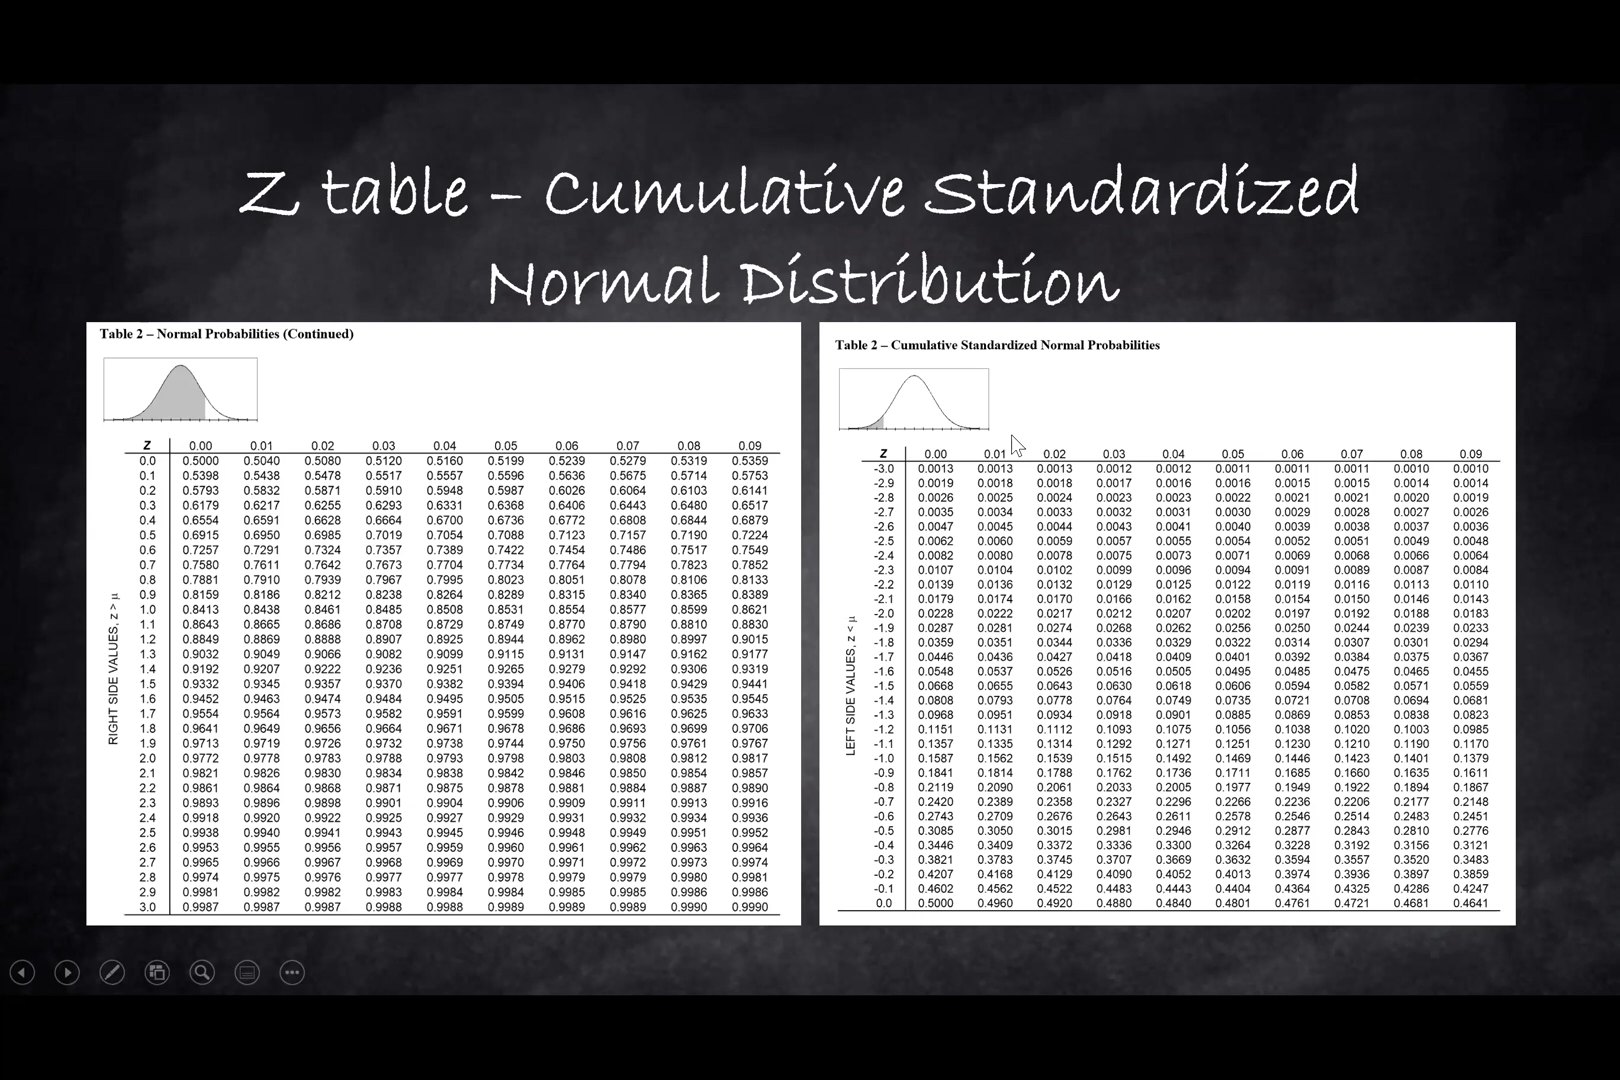 Z table – Cumulative Standardized
Normal Distribution
Table 2 – Normal Probabilities (Continued)
RIGHT SIDE VALUES, z > µ
Z 0.00 0.01 0.02 0.03 0.04 0.05 0.06 0.07 0.08 0.09
0.0 0.5000 0.5040 0.5080 0.5120 0.5160 0.5199 0.5239 0.5279 0.5319 0.5359
0.1 0.5398 0.5438 0.5478 0.5517 0.5557 0.5596 0.5636 0.5675 0.5714 0.5753
0.2 0.5793 0.5832 0.5871 0.5910 0.5948 0.5987 0.6026 0.6064 0.6103 0.6141
0.3 0.6179 0.6217 0.6255 0.6293 0.6331 0.6368 0.6406 0.6443 0.6480 0.6517
0.4 0.6554 0.6591 0.6628 0.6664 0.6700 0.6736 0.6772 0.6808 0.6844 0.6879
0.5 0.6915 0.6950 0.6985 0.7019 0.7054 0.7088 0.7123 0.7157 0.7190 0.7224
0.6 0.7257 0.7291 0.7324 0.7357 0.7389 0.7422 0.7454 0.7486 0.7517 0.7549
0.7 0.7580 0.7611 0.7642 0.7673 0.7704 0.7734 0.7764 0.7794 0.7823 0.7852
0.8 0.7881 0.7910 0.7939 0.7967 0.7995 0.8023 0.8051 0.8078 0.8106 0.8133
0.9 0.8159 0.8186 0.8212 0.8238 0.8264 0.8289 0.8315 0.8340 0.8365 0.8389
1.0 0.8413 0.8438 0.8461 0.8485 0.8508 0.8531 0.8554 0.8577 0.8599 0.8621
1.1 0.8643 0.8665 0.8686 0.8708 0.8729 0.8749 0.8770 0.8790 0.8810 0.8830
1.2 0.8849 0.8869 0.8888 0.8907 0.8925 0.8944 0.8962 0.8980 0.8997 0.9015
1.3 0.9032 0.9049 0.9066 0.9082 0.9099 0.9115 0.9131 0.9147 0.9162 0.9177
1.4 0.9192 0.9207 0.9222 0.9236 0.9251 0.9265 0.9279 0.9292 0.9306 0.9319
1.5 0.9332 0.9345 0.9357 0.9370 0.9382 0.9394 0.9406 0.9418 0.9429 0.9441
1.6 0.9452 0.9463 0.9474 0.9484 0.9495 0.9505 0.9515 0.9525 0.9535 0.9545
1.7 0.9554 0.9564 0.9573 0.9582 0.9591 0.9599 0.9608 0.9616 0.9625 0.9633
1.8 0.9641 0.9649 0.9656 0.9664 0.9671 0.9678 0.9686 0.9693 0.9699 0.9706
1.9 0.9713 0.9719 0.9726 0.9732 0.9738 0.9744 0.9750 0.9756 0.9761 0.9767
2.0 0.9772 0.9778 0.9783 0.9788 0.9793 0.9798 0.9803 0.9808 0.9812 0.9817
2.1 0.9821 0.9826 0.9830 0.9834 0.9838 0.9842 0.9846 0.9850 0.9854 0.9857
2.2 0.9861 0.9864 0.9868 0.9871 0.9875 0.9878 0.9881 0.9884 0.9887 0.9890
2.3 0.9893 0.9896 0.9898 0.9901 0.9904 0.9906 0.9909 0.9911 0.9913 0.9916
2.4 0.9918 0.9920 0.9922 0.9925 0.9927 0.9929 0.9931 0.9932 0.9934 0.9936
2.5 0.9938 0.9940 0.9941 0.9943 0.9945 0.9946 0.9948 0.9949 0.9951 0.9952
2.6 0.9953 0.9955 0.9956 0.9957 0.9959 0.9960 0.9961 0.9962 0.9963 0.9964
2.7 0.9965 0.9966 0.9967 0.9968 0.9969 0.9970 0.9971 0.9972 0.9973 0.9974
2.8 0.9974 0.9975 0.9976 0.9977 0.9977 0.9978 0.9979 0.9979 0.9980 0.9981
2.9 0.9981 0.9982 0.9982 0.9983 0.9984 0.9984 0.9985 0.9985 0.9986 0.9986
3.0 0.9987 0.9987 0.9987 0.9988 0.9988 0.9989 0.9989 0.9989 0.9990 0.9990
Table 2 – Cumulative Standardized Normal Probabilities
LEFT SIDE VALUES, z < µ
Z 0.00 0.01 0.02 0.03 0.04 0.05 0.06 0.07 0.08 0.09
-3.0 0.0013 0.0013 0.0013 0.0012 0.0012 0.0011 0.0011 0.0011 0.0010 0.0010
-2.9 0.0019 0.0018 0.0018 0.0017 0.0016 0.0016 0.0015 0.0015 0.0014 0.0014
-2.8 0.0026 0.0025 0.0024 0.0023 0.0023 0.0022 0.0021 0.0021 0.0020 0.0019
-2.7 0.0035 0.0034 0.0033 0.0032 0.0031 0.0030 0.0029 0.0028 0.0027 0.0026
-2.6 0.0047 0.0045 0.0044 0.0043 0.0041 0.0040 0.0039 0.0038 0.0037 0.0036
-2.5 0.0062 0.0060 0.0059 0.0057 0.0055 0.0054 0.0052 0.0051 0.0049 0.0048
-2.4 0.0082 0.0080 0.0078 0.0075 0.0073 0.0071 0.0069 0.0068 0.0066 0.0064
-2.3 0.0107 0.0104 0.0102 0.0099 0.0096 0.0094 0.0091 0.0089 0.0087 0.0084
-2.2 0.0139 0.0136 0.0132 0.0129 0.0125 0.0122 0.0119 0.0116 0.0113 0.0110
-2.1 0.0179 0.0174 0.0170 0.0166 0.0162 0.0158 0.0154 0.0150 0.0146 0.0143
-2.0 0.0228 0.0222 0.0217 0.0212 0.0207 0.0202 0.0197 0.0192 0.0188 0.0183
-1.9 0.0287 0.0281 0.0274 0.0268 0.0262 0.0256 0.0250 0.0244 0.0239 0.0233
-1.8 0.0359 0.0351 0.0344 0.0336 0.0329 0.0322 0.0314 0.0307 0.0301 0.0294
-1.7 0.0446 0.0436 0.0427 0.0418 0.0409 0.0401 0.0392 0.0384 0.0375 0.0367
-1.6 0.0548 0.0537 0.0526 0.0516 0.0505 0.0495 0.0485 0.0475 0.0465 0.0455
-1.5 0.0668 0.0655 0.0643 0.0630 0.0618 0.0606 0.0594 0.0582 0.0571 0.0559
-1.4 0.0808 0.0793 0.0778 0.0764 0.0749 0.0735 0.0721 0.0708 0.0694 0.0681
-1.3 0.0968 0.0951 0.0934 0.0918 0.0901 0.0885 0.0869 0.0853 0.0838 0.0823
-1.2 0.1151 0.1131 0.1112 0.1093 0.1075 0.1056 0.1038 0.1020 0.1003 0.0985
-1.1 0.1357 0.1335 0.1314 0.1292 0.1271 0.1251 0.1230 0.1210 0.1190 0.1170
-1.0 0.1587 0.1562 0.1539 0.1515 0.1492 0.1469 0.1446 0.1423 0.1401 0.1379
-0.9 0.1841 0.1814 0.1788 0.1762 0.1736 0.1711 0.1685 0.1660 0.1635 0.1611
-0.8 0.2119 0.2090 0.2061 0.2033 0.2005 0.1977 0.1949 0.1922 0.1894 0.1867
-0.7 0.2420 0.2389 0.2358 0.2327 0.2296 0.2266 0.2236 0.2206 0.2177 0.2148
-0.6 0.2743 0.2709 0.2676 0.2643 0.2611 0.2578 0.2546 0.2514 0.2483 0.2451
-0.5 0.3085 0.3050 0.3015 0.2981 0.2946 0.2912 0.2877 0.2843 0.2810 0.2776
-0.4 0.3446 0.3409 0.3372 0.3336 0.3300 0.3264 0.3228 0.3192 0.3156 0.3121
-0.3 0.3821 0.3783 0.3745 0.3707 0.3669 0.3632 0.3594 0.3557 0.3520 0.3483
-0.2 0.4207 0.4168 0.4129 0.4090 0.4052 0.4013 0.3974 0.3936 0.3897 0.3859
-0.1 0.4602 0.4562 0.4522 0.4483 0.4443 0.4404 0.4364 0.4325 0.4286 0.4247
0.0 0.5000 0.4960 0.4920 0.4880 0.4840 0.4801 0.4761 0.4721 0.4681 0.4641